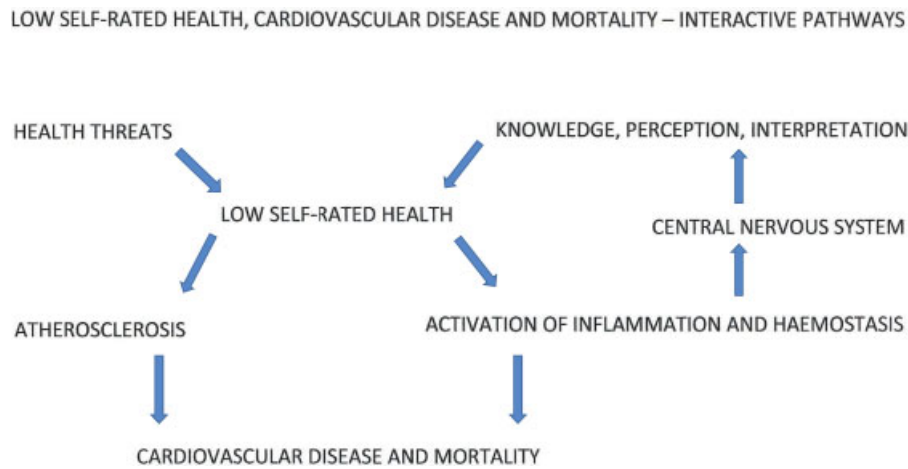 LOW SELF-RATED HEALTH, CARDIOVASCULAR DISEASE AND MORTALITY – INTERACTIVE PATHWAYS
HEALTH THREATS
KNOWLEDGE, PERCEPTION, INTERPRETATION
LOW SELF-RATED HEALTH
CENTRAL NERVOUS SYSTEM
ATHEROSCLEROSIS
ACTIVATION OF INFLAMMATION AND HAEMOSTASIS
CARDIOVASCULAR DISEASE AND MORTALITY